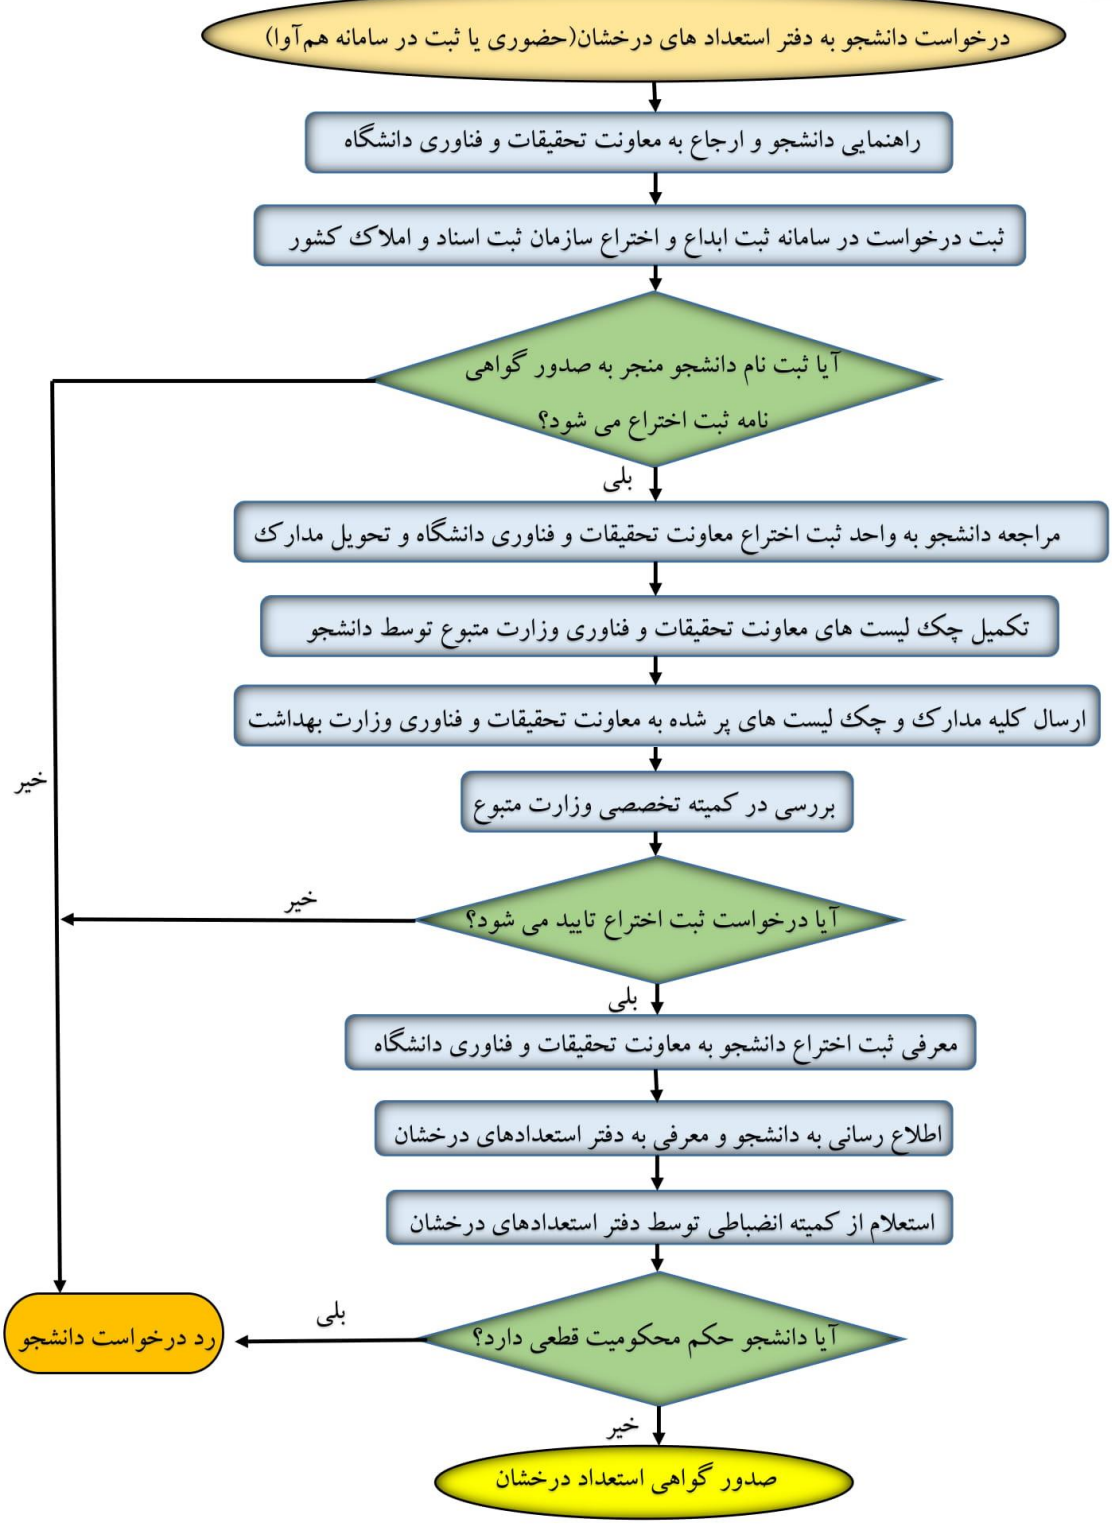 درخواست دانشجو به دفتر استعداد های درخشان(حضوری یا ثبت در سامانه هم‌آوا)
راهنمایی دانشجو و ارجاع به معاونت تحقیقات و فناوری دانشگاه
ثبت درخواست در سامانه ثبت ابداع و اختراع سازمان ثبت اسناد و املاک کشور
آیا ثبت نام دانشجو منجر به صدور گواهی
نامه ثبت اختراع می شود؟
بلی
مراجعه دانشجو به واحد ثبت اختراع معاونت تحقیقات و فناوری دانشگاه و تحویل مدارک
تکمیل چک لیست های معاونت تحقیقات و فناوری وزارت متبوع توسط دانشجو
ارسال کلیه مدارک و چک لیست های پر شده به معاونت تحقیقات و فناوری وزارت بهداشت
خیر
بررسی در کمیته تخصصی وزارت متبوع
آیا درخواست ثبت اختراع تایید می شود؟
خیر
بلی
معرفی ثبت اختراع دانشجو به معاونت تحقیقات و فناوری دانشگاه
اطلاع رسانی به دانشجو و معرفی به دفتر استعدادهای درخشان
استعلام از کمیته انضباطی توسط دفتر استعدادهای درخشان
آیا دانشجو حکم محکومیت قطعی دارد؟
بلی
رد درخواست دانشجو
خیر
صدور گواهی استعداد درخشان